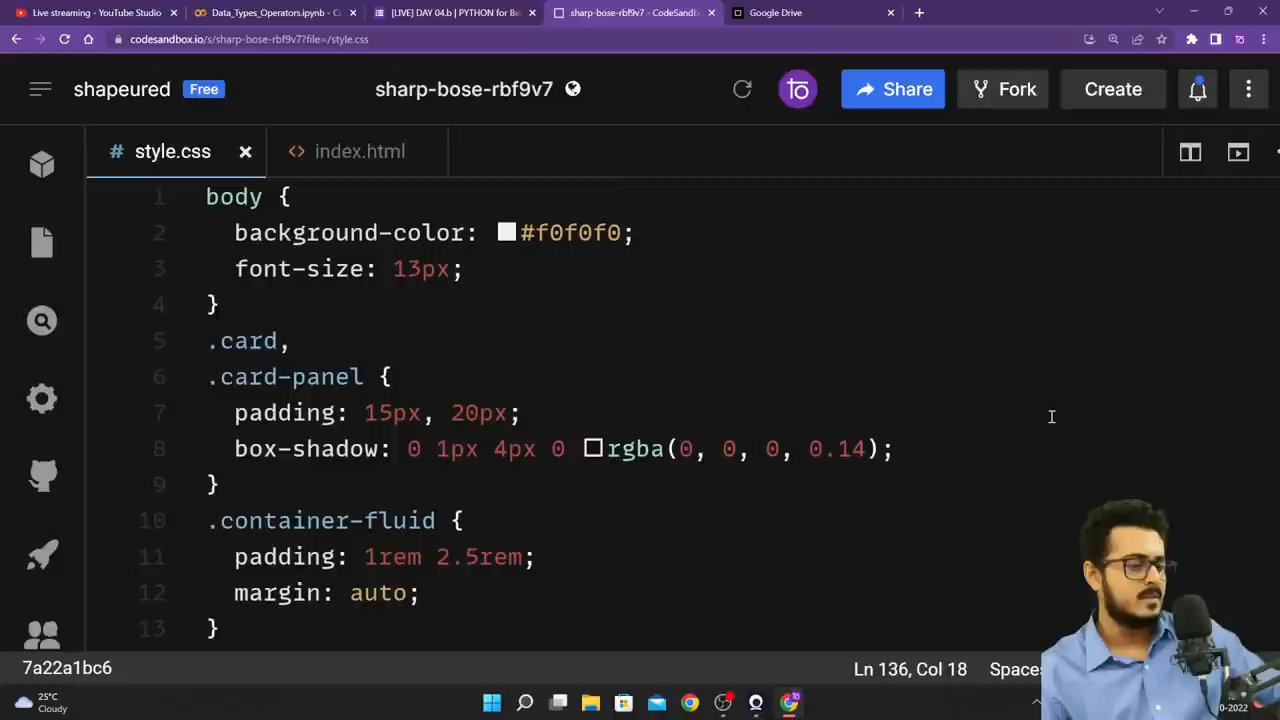 Live streaming - YouTube Studio
Data_Types_Operators.ipynb - C
[LIVE] DAY 04.b | PYTHON for Be
sharp-bose-rbf9v7 - CodeSandb
Google Drive
codesandbox.io/s/sharp-bose-rbf9v7?file=/style.css
shapeured Free
sharp-bose-rbf9v7
Share
Fork
Create
# style.css
<> index.html
1 body {
2 background-color: #f0f0f0;
3 font-size: 13px;
4 }
5 .card,
6 .card-panel {
7 padding: 15px, 20px;
8 box-shadow: 0 1px 4px 0 rgba(0, 0, 0, 0.14);
9 }
10 .container-fluid {
11 padding: 1rem 2.5rem;
12 margin: auto;
13 }
7a22a1bc6
Ln 136, Col 18
Spaces
25°C
Cloudy
0-2022